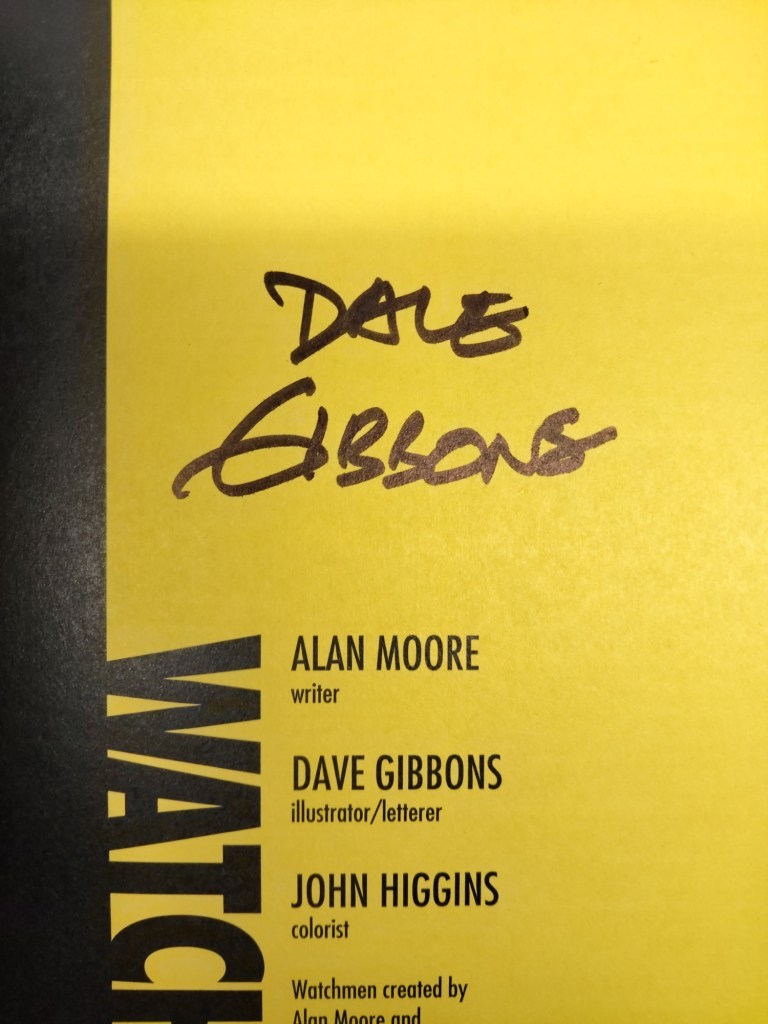 DAVE
GIBBONS
WATCH
ALAN MOORE
writer
DAVE GIBBONS
illustrator/letterer
JOHN HIGGINS
colorist
Watchmen created by
Alan Moore and